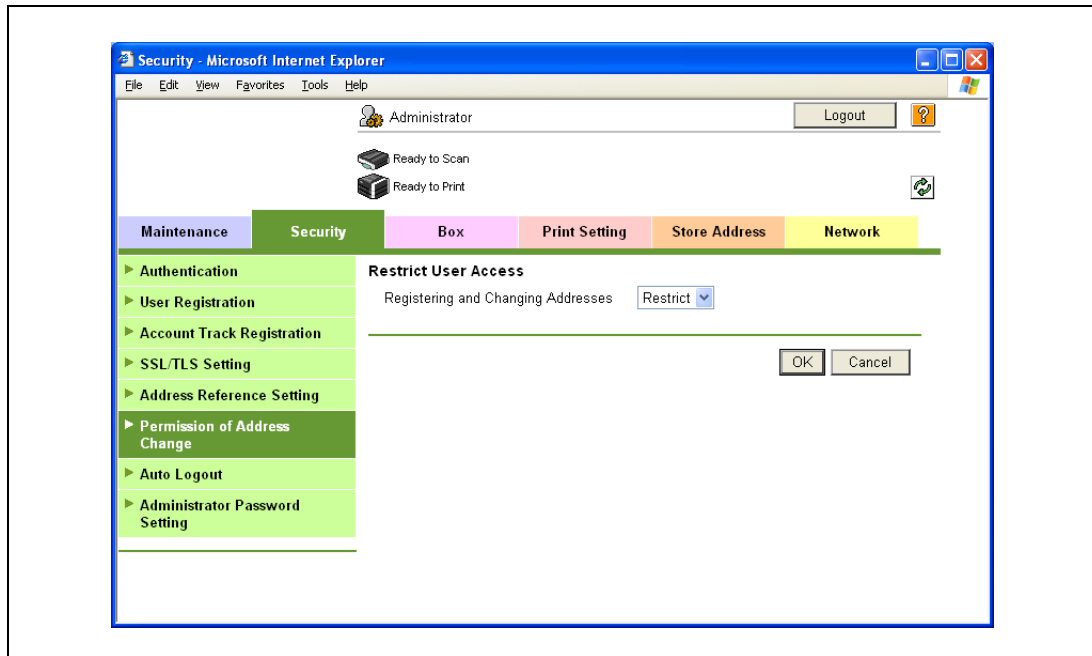 Security - Microsoft Internet Explorer
File Edit View Favorites Tools Help
Administrator
Logout
?
Ready to Scan
Ready to Print
Maintenance Security Box Print Setting Store Address Network
Authentication
User Registration
Account Track Registration
SSL/TLS Setting
Address Reference Setting
Permission of Address
Change
Auto Logout
Administrator Password
Setting
Restrict User Access
Registering and Changing Addresses Restrict
OK Cancel